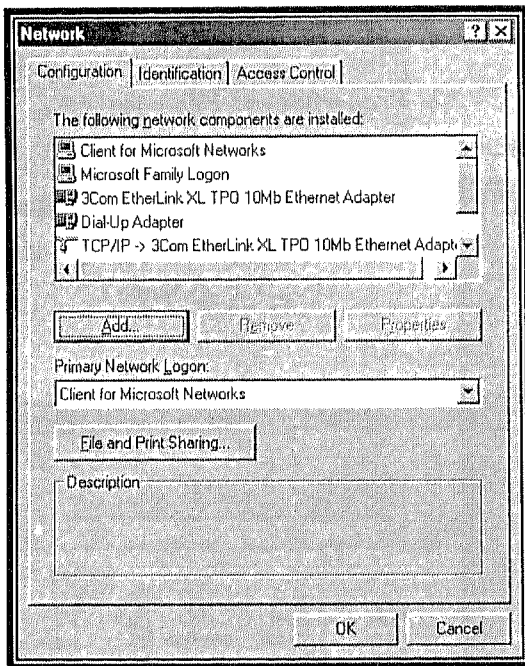 Network
Configuration Identification Access Control
The following network components are installed:
Client for Microsoft Networks
Microsoft Family Logon
3Com EtherLink XL TPO 10Mb Ethernet Adapter
Dial-Up Adapter
TCP/IP -> 3Com EtherLink XL TPO 10Mb Ethernet Adapt
Add... Remove Properties
Primary Network Logon:
Client for Microsoft Networks
File and Print Sharing...
Description
OK Cancel